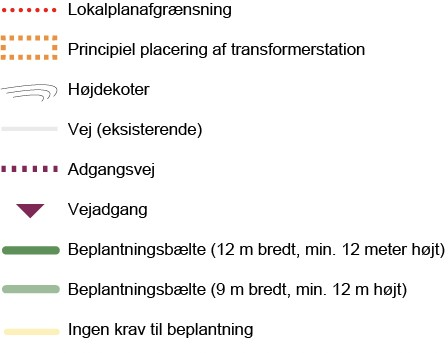 Lokalplanafgrænsning
Principiel placering af transformerstation
Højdekoter
Vej (eksisterende)
Adgangsvej
Vejadgang
Beplantningsbælte (12 m bredt, min. 12 meter højt)
Beplantningsbælte (9 m bredt, min. 12 m højt)
Ingen krav til beplantning